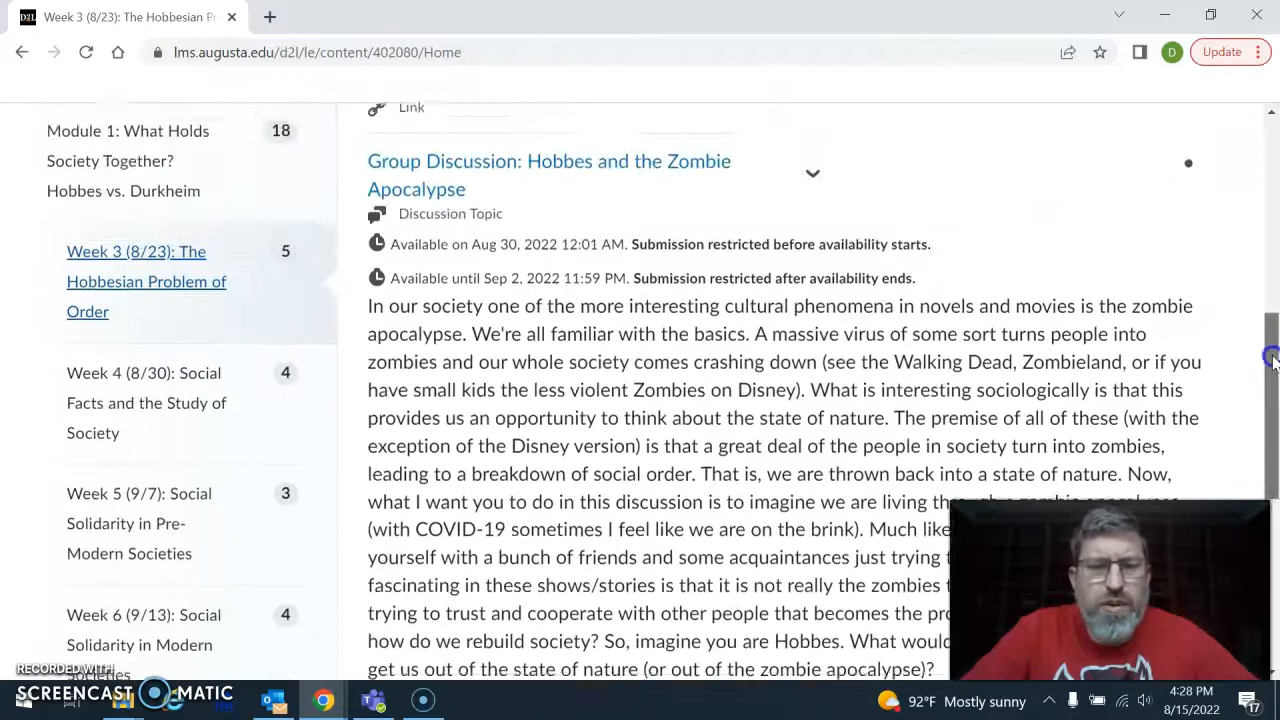 D2L Week 3 (8/23): The Hobbesian Pr
lms.augusta.edu/d2l/le/content/402080/Home
D
Update
Module 1: What Holds
Society Together?
Hobbes vs. Durkheim
18
Week 3 (8/23): The
Hobbesian Problem of
Order
5
Week 4 (8/30): Social
Facts and the Study of
Society
4
Week 5 (9/7): Social
Solidarity in Pre-
Modern Societies
3
Week 6 (9/13): Social
Solidarity in Modern
Societies
4
Link
Group Discussion: Hobbes and the Zombie
Apocalypse
Discussion Topic
Available on Aug 30, 2022 12:01 AM. Submission restricted before availability starts.
Available until Sep 2, 2022 11:59 PM. Submission restricted after availability ends.
In our society one of the more interesting cultural phenomena in novels and movies is the zombie
apocalypse. We're all familiar with the basics. A massive virus of some sort turns people into
zombies and our whole society comes crashing down (see the Walking Dead, Zombieland, or if you
have small kids the less violent Zombies on Disney). What is interesting sociologically is that this
provides us an opportunity to think about the state of nature. The premise of all of these (with the
exception of the Disney version) is that a great deal of the people in society turn into zombies,
leading to a breakdown of social order. That is, we are thrown back into a state of nature. Now,
what I want you to do in this discussion is to imagine we are living through a zombie apocalypse
(with COVID-19 sometimes I feel like we are on the brink). Much like
yourself with a bunch of friends and some acquaintances just trying
fascinating in these shows/stories is that it is not really the zombies
trying to trust and cooperate with other people that becomes the
how do we rebuild society? So, imagine you are Hobbes. What would
get us out of the state of nature (or out of the zombie apocalypse)?
RECORDED WITH
SCREENCAST MATIC
92°F Mostly sunny
4:28 PM
8/15/2022
17